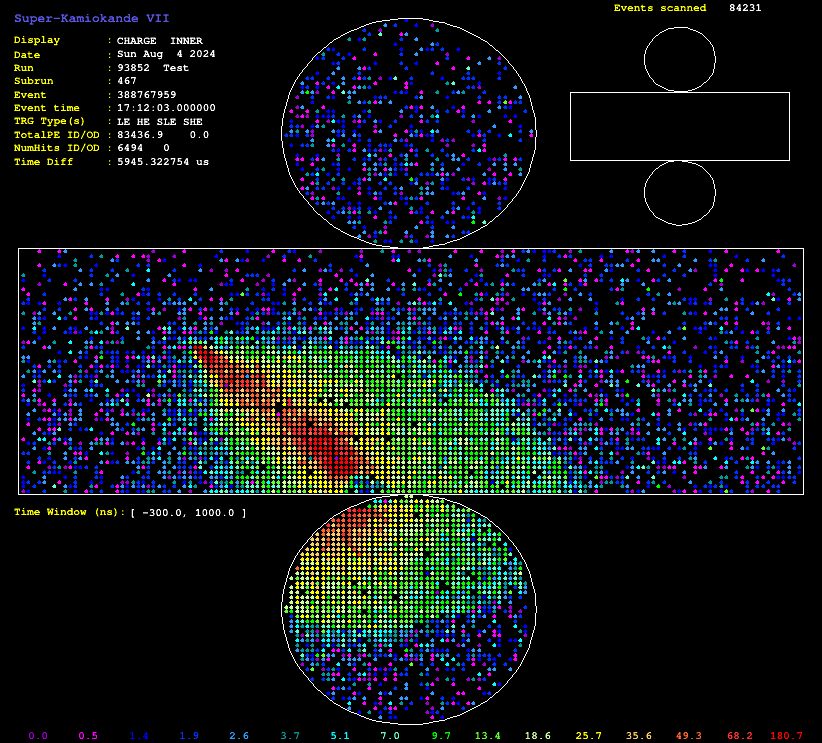 Super-Kamiokande VII
Events scanned 84231
Display : CHARGE INNER
Date : Sun Aug 4 2024
Run : 93852 Test
Subrun : 467
Event : 388767959
Event time : 17:12:03.000000
TRG Type(s) : LE HE SLE SHE
TotalPE ID/OD : 83436.9 0.0
NumHits ID/OD : 6494 0
Time Diff : 5945.322754 us
Time Window (ns): [ -300.0, 1000.0 ]
0.0 0.5 1.4 1.9 2.6 3.7 5.1 7.0 9.7 13.4 18.6 25.7 35.6 49.3 68.2 180.7